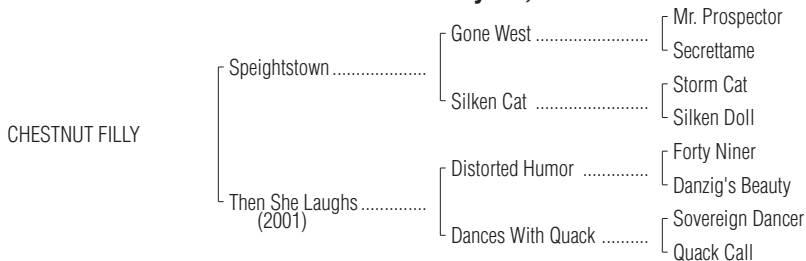 Mr. Prospector
Gone West ..................
Secrettame
Speightstown ....................
Storm Cat
Silken Cat ..................
Silken Doll
CHESTNUT FILLY
Forty Niner
Distorted Humor ..............
Danzig's Beauty
Then She Laughs ..............
(2001)
Sovereign Dancer
Dances With Quack ..........
Quack Call